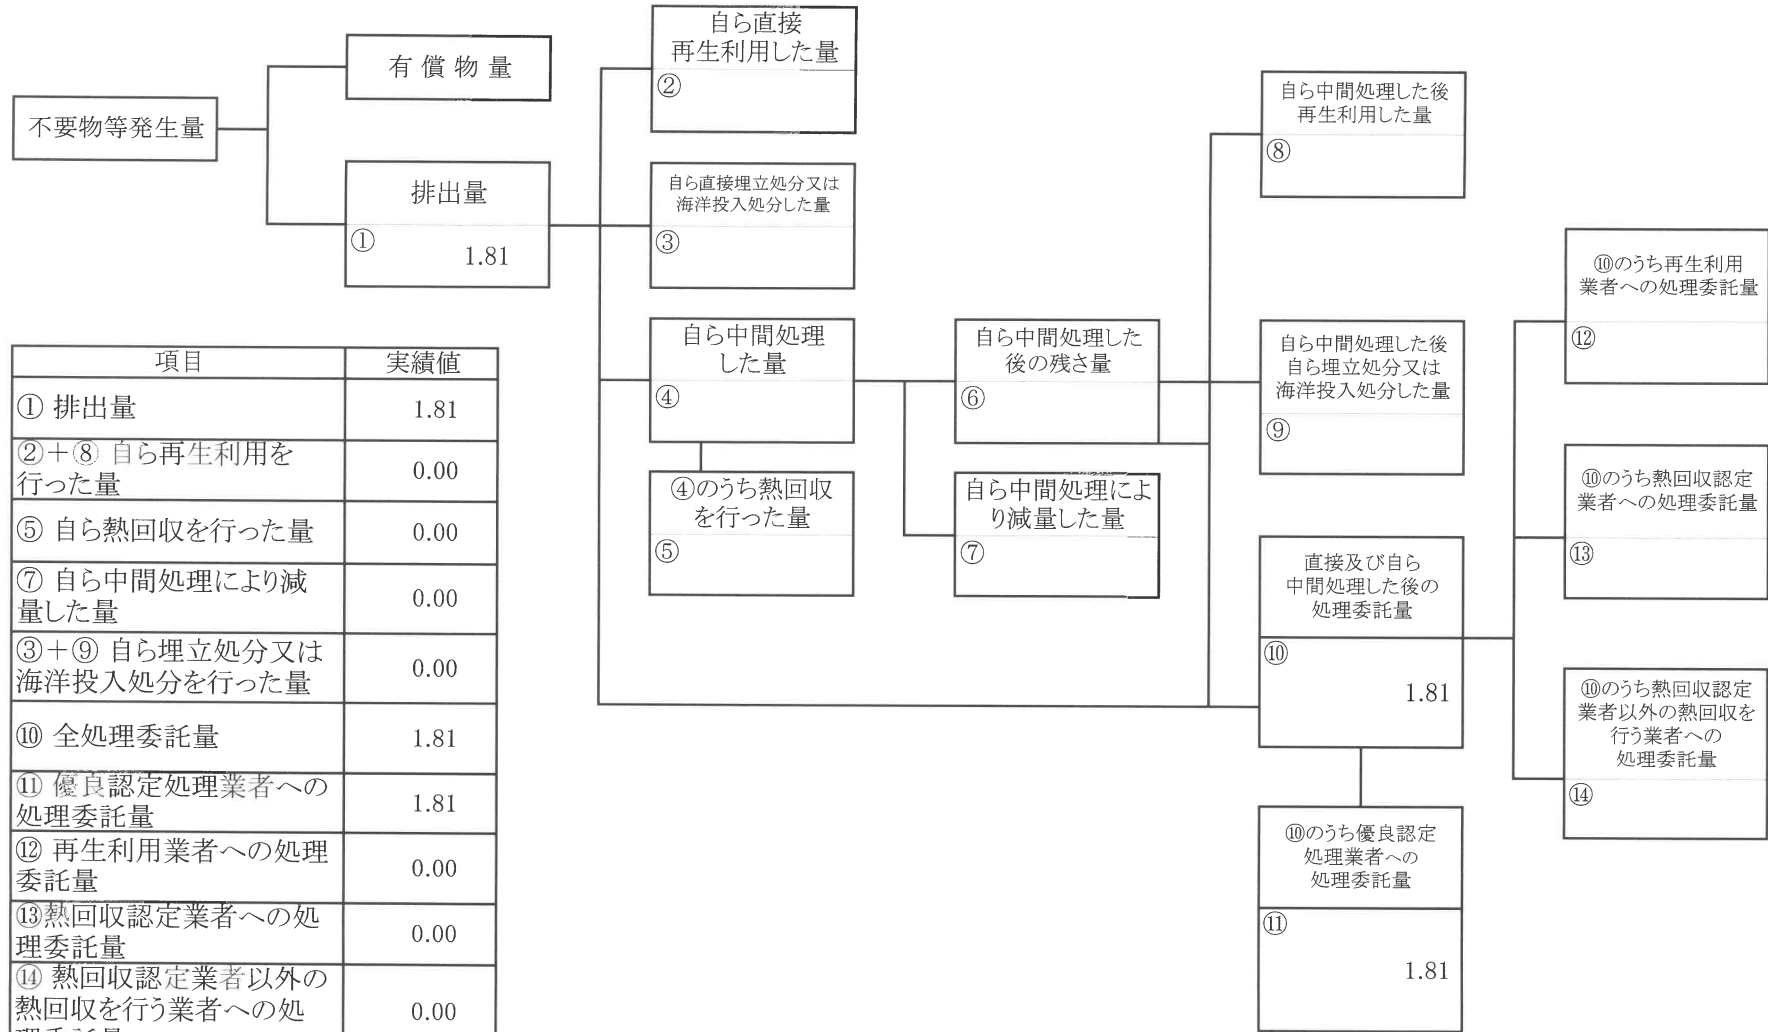 不要物等発生量
有償物量
排出量
①
1.81
自ら直接
再生利用した量
②
自ら直接埋立処分又は
海洋投入処分した量
③
自ら中間処理
した量
④
④のうち熱回収
を行った量
⑤
自ら中間処理した
後の残さ量
⑥
自ら中間処理によ
り減量した量
⑦
自ら中間処理した後
再生利用した量
⑧
自ら中間処理した後
自ら埋立処分又は
海洋投入処分した量
⑨
直接及び自ら
中間処理した後の
処理委託量
⑩
1.81
⑩のうち優良認定
処理業者への
処理委託量
⑪
1.81
⑩のうち再生利用
業者への処理委託量
⑫
⑩のうち熱回収認定
業者への処理委託量
⑬
⑩のうち熱回収認定
業者以外の熱回収を
行う業者への
処理委託量
⑭
項目 実績値
① 排出量 1.81
②+⑧ 自ら再生利用を
行った量 0.00
⑤ 自ら熱回収を行った量 0.00
⑦ 自ら中間処理により減
量した量 0.00
③+⑨ 自ら埋立処分又は
海洋投入処分を行った量 0.00
⑩ 全処理委託量 1.81
⑪ 優良認定処理業者への
処理委託量 1.81
⑫ 再生利用業者への処理
委託量 0.00
⑬熱回収認定業者への処
理委託量 0.00
⑭ 熱回収認定業者以外の
熱回収を行う業者への処 0.00